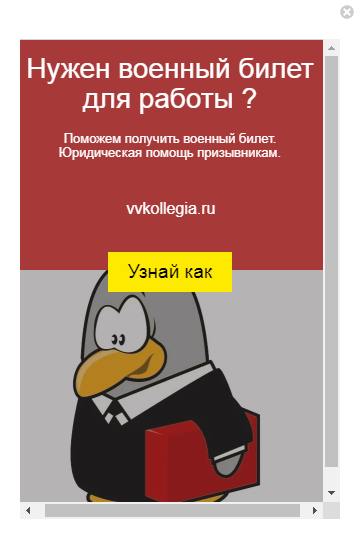 Нужен военный билет
для работы ?
Поможем получить военный билет.
Юридическая помощь призывникам.
vvkollegia.ru
Узнай как